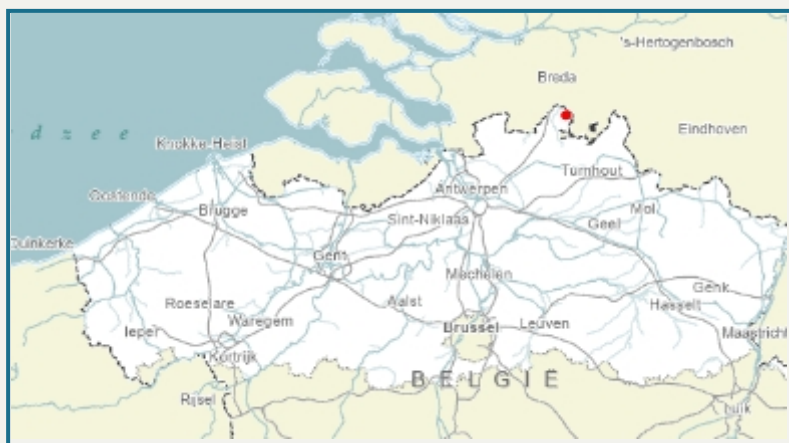 's-Hertogenbosch
Breda
Eindhoven
dzee
Knokke-Heist
Turnhout
Oostende
Antwerpen
Brugge
Sint-Niklaas
Geel
Mol
Duinkerke
Gent
Mechelen
Genk
Roeselare
Aalst
Hasselt
Ieper
Waregem
Brussel
Leuven
Maastricht
Kortrijk
BELGIË
Rijsel
Luik